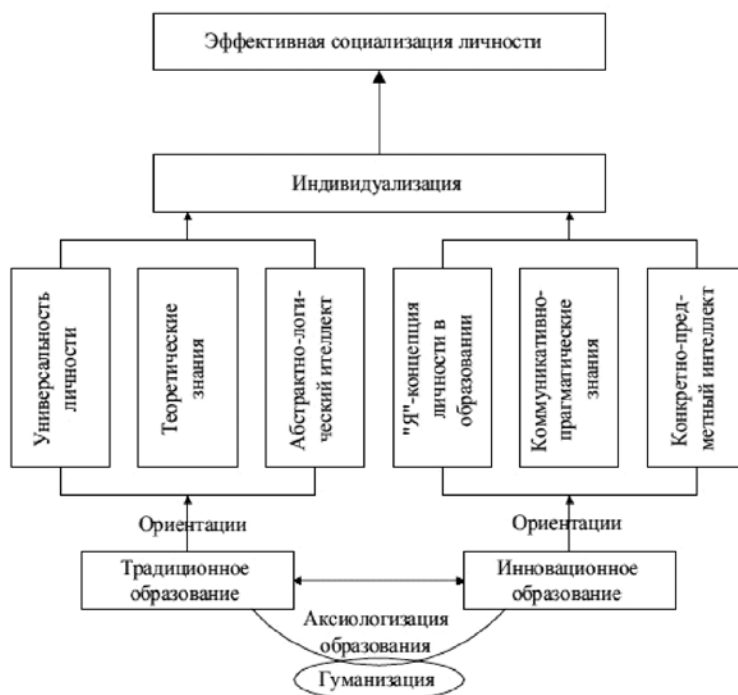 Эффективная социализация личности
Индивидуализация
Универсальность
личности
Теоретические
знания
Абстрактно-логи-
ческий ителлект
"Я"-концепция
личности в
образовании
Коммуникативно-
прагматические
знания
Конкретно-пред-
метный интеллект
Ориентации
Ориентации
Традиционное
образование
Инновационное
образование
Аксиологизация
образования
Гуманизация